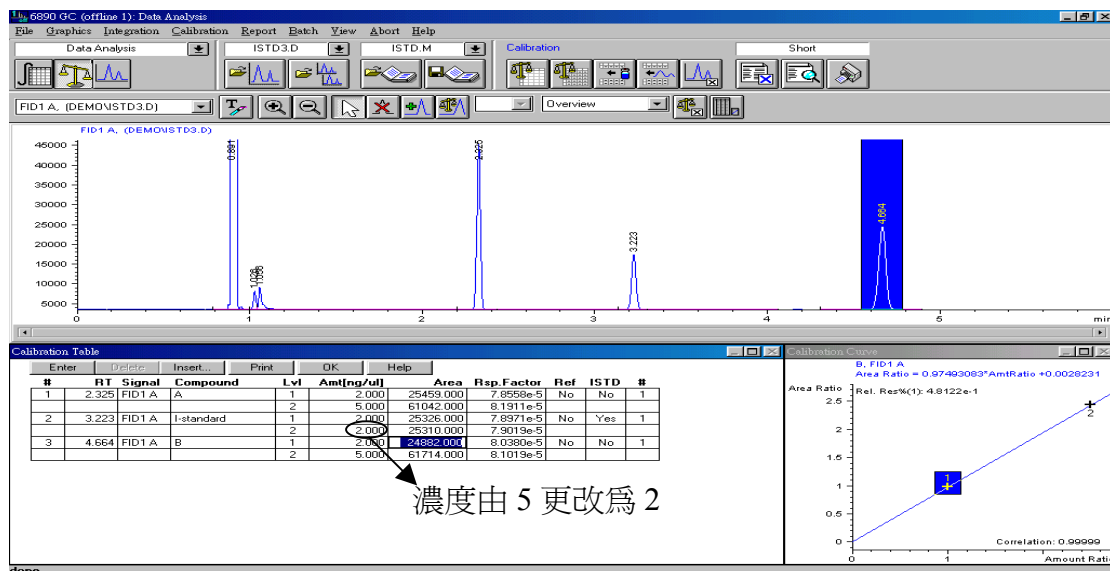 6890 GC (offline 1): Data Analysis
File Graphics Integration Calibration Report Batch View Abort Help
Data Analysis ISTD3.D ISTD.M Calibration Short
FID1 A, (DEMO\ISTD3.D) Overview
FID1 A, (DEMO\ISTD3.D)
45000
40000
35000
30000
25000
20000
15000
10000
5000
0.891
1.026
2.325
3.223
4.664
0 1 2 3 4 5 min
Calibration Table
Enter Delete Insert... Print OK Help
# RT Signal Compound Lvl Amt[ng/ul] Area Rsp.Factor Ref ISTD #
1 2.325 FID1 A A 1 2.000 25459.000 7.8558e-5 No No 1
2 5.000 61042.000 8.1911e-5
2 3.223 FID1 A I-standard 1 2.000 25326.000 7.8971e-5 No Yes 1
2 2.000 25310.000 7.9019e-5
3 4.664 FID1 A B 1 2.000 24882.000 8.0380e-5 No No 1
2 5.000 61714.000 8.1019e-5
濃度由 5 更改爲 2
Calibration Curve
B, FID1 A
Area Ratio = 0.97493083*AmtRatio +0.0028231
Area Ratio
Rel. Res%(1): 4.8122e-1
2.5
2
1.5
1
0.5
0
1
2
Correlation: 0.99999
0 1 Amount Ratio